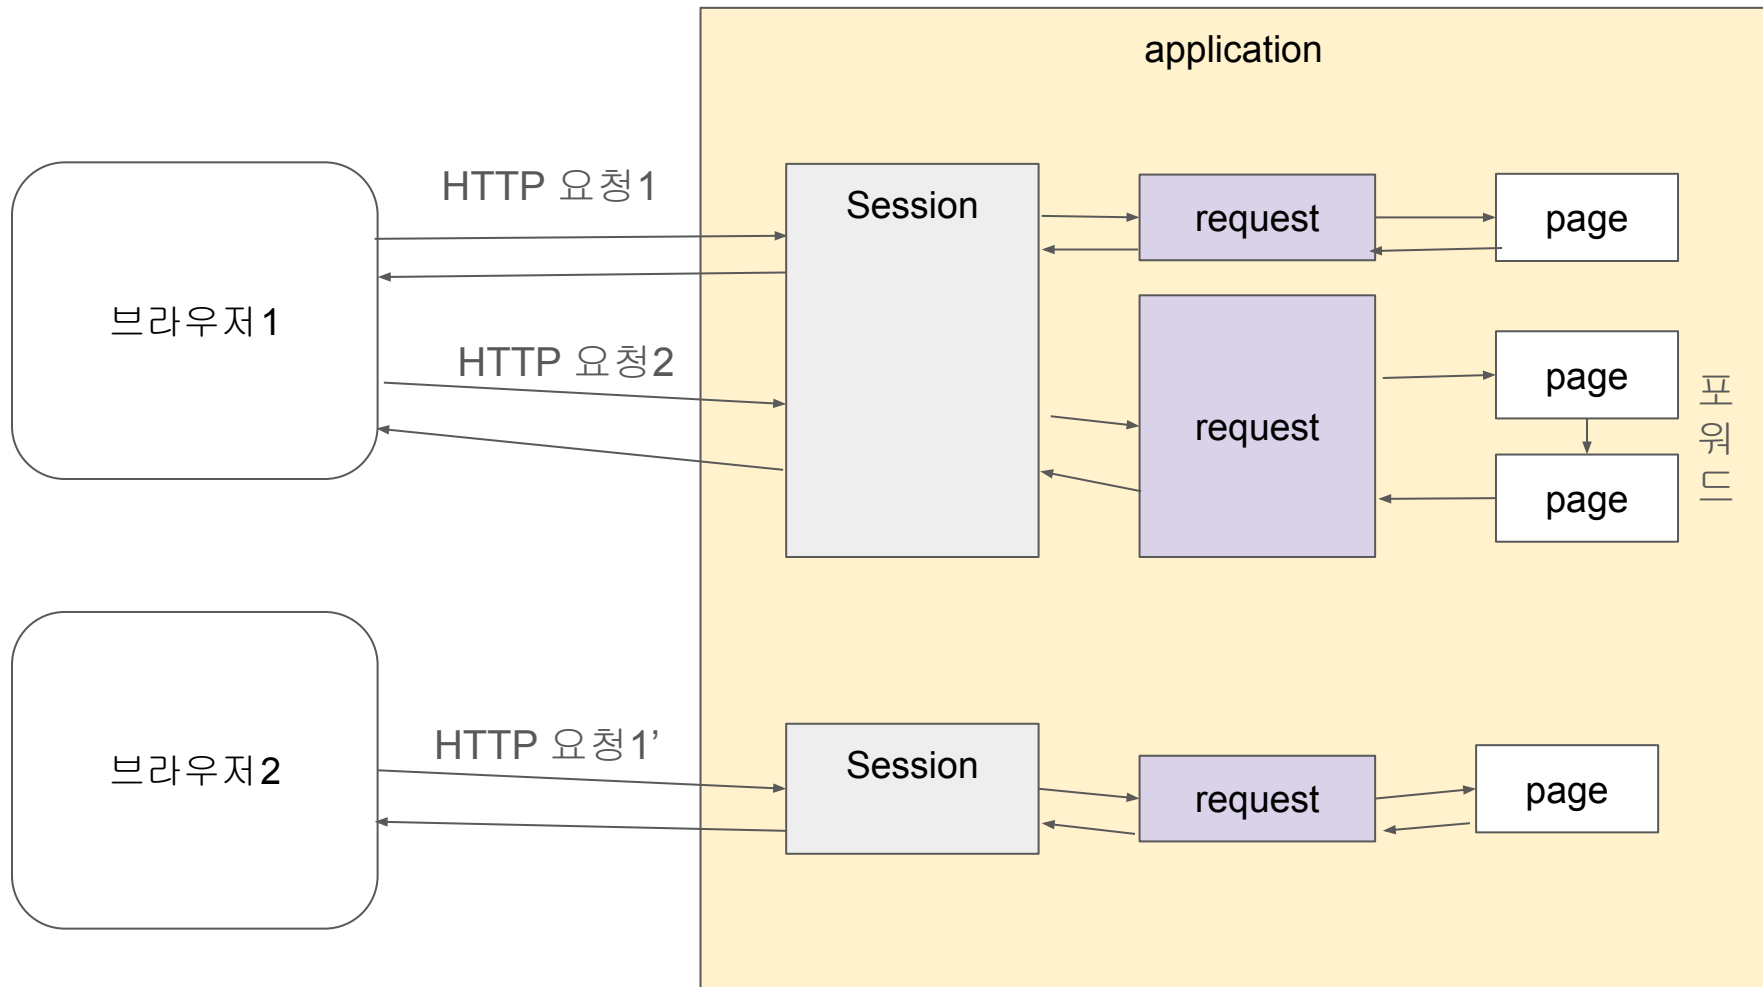 application
HTTP 요청1
Session
request
page
브라우저1
HTTP 요청2
request
page
포워드
page
HTTP 요청1’
Session
브라우저2
request
page